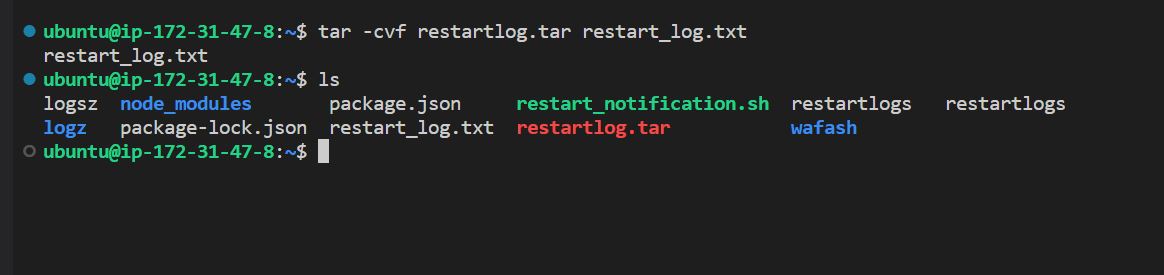 ubuntu@ip-172-31-47-8:~$ tar -cvf restartlog.tar restart_log.txt
restart_log.txt
ubuntu@ip-172-31-47-8:~$ ls
logsz  node_modules       package.json     restart_notification.sh  restartlogs   restartlogs
logz   package-lock.json  restart_log.txt  restartlog.tar           wafash
ubuntu@ip-172-31-47-8:~$